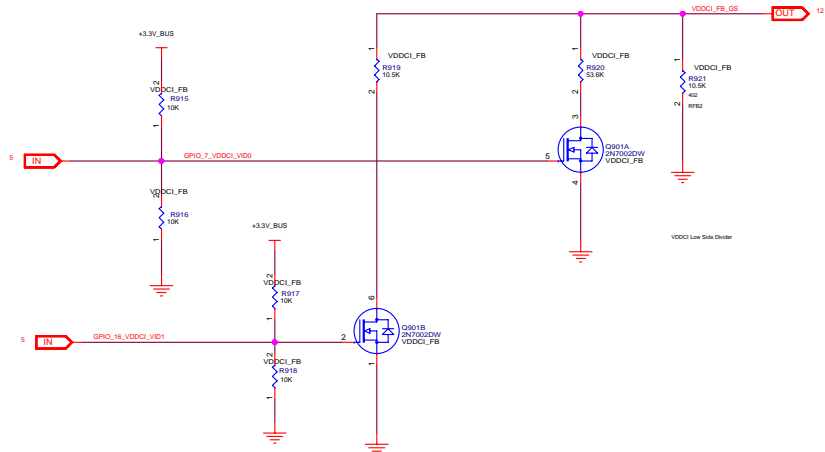 VDDCI_FB_GS
OUT
12
+3.3V_BUS
2
VDDCI_FB
R915
10K
1
1
VDDCI_FB
R919
10.5K
2
1
VDDCI_FB
R920
53.6K
2
1
VDDCI_FB
R921
10.5K
402
2
RFB2
5
IN
GPIO_7_VDDCI_VID0
3
5
Q901A
2N7002DW
VDDCI_FB
4
2
VDDCI_FB
R916
10K
1
+3.3V_BUS
VDDCI Low Side Divider
2
VDDCI_FB
R917
10K
1
6
5
IN
GPIO_16_VDDCI_VID1
2
Q901B
2N7002DW
VDDCI_FB
1
2
VDDCI_FB
R918
10K
1